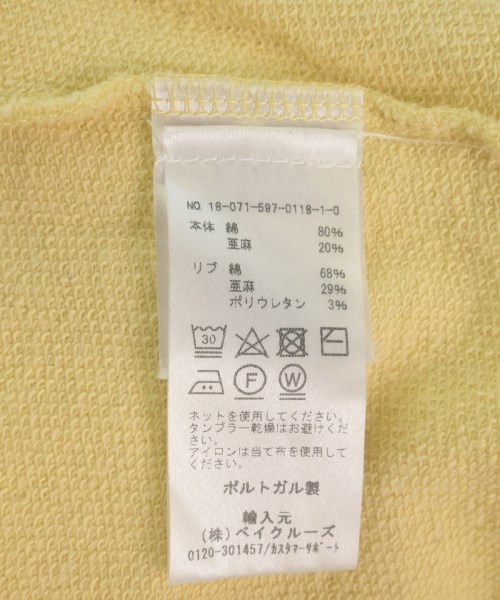 NO. 18-071-597-0118-1-0
本体 綿 80%
亜麻 20%
リブ 綿 68%
亜麻 29%
ポリウレタン 3%
30
F W
ネットを使用してください。
タンブラー乾燥はお避けくだ
さい。
アイロンは当て布を使用して
ください。
ポルトガル製
輸入元
(株)ベイクルーズ
0120-301457/カスタマーサポート